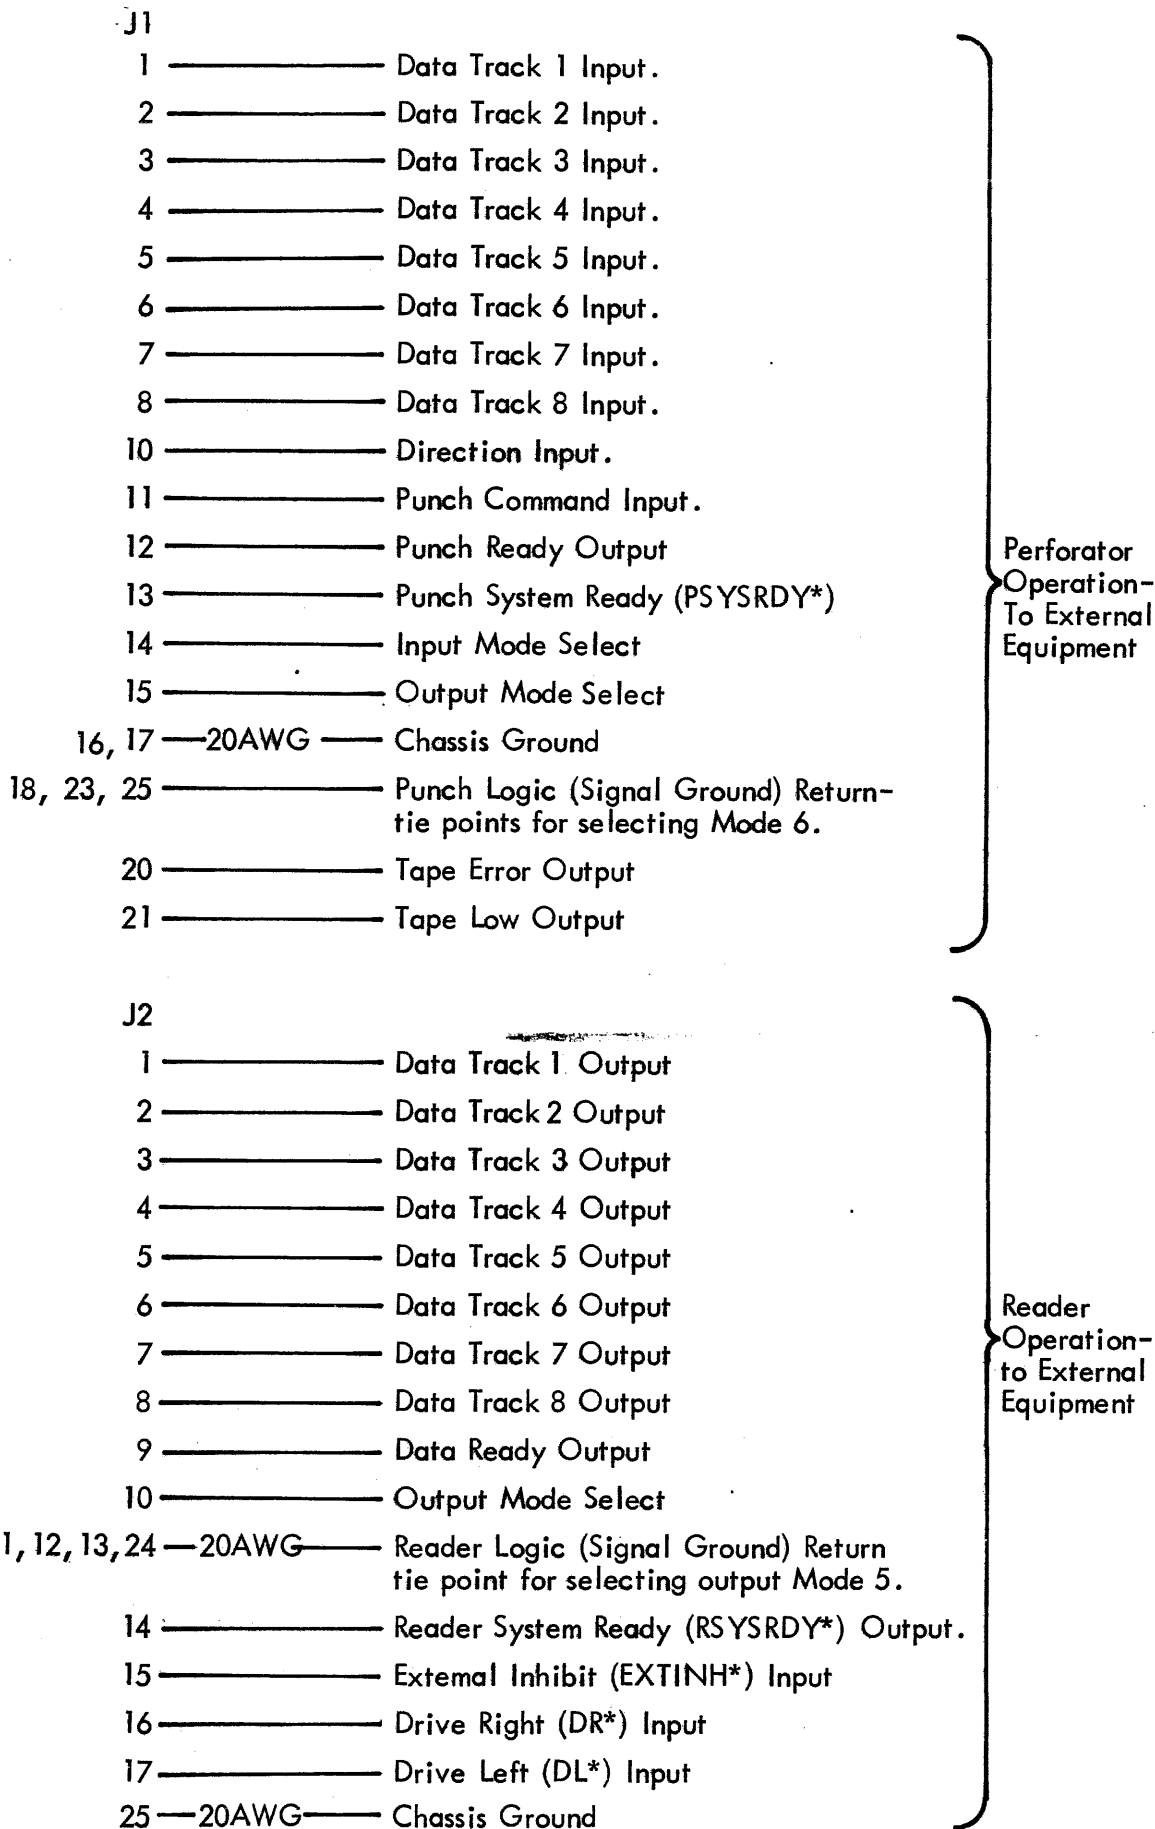 J1
1 Data Track 1 Input.
2 Data Track 2 Input.
3 Data Track 3 Input.
4 Data Track 4 Input.
5 Data Track 5 Input.
6 Data Track 6 Input.
7 Data Track 7 Input.
8 Data Track 8 Input.
10 Direction Input.
11 Punch Command Input.
12 Punch Ready Output
13 Punch System Ready (PSYSRDY*)
14 Input Mode Select
15 Output Mode Select
16, 17 20AWG Chassis Ground
18, 23, 25 Punch Logic (Signal Ground) Return-
tie points for selecting Mode 6.
20 Tape Error Output
21 Tape Low Output
Perforator
Operation-
To External
Equipment
J2
1 Data Track 1 Output
2 Data Track 2 Output
3 Data Track 3 Output
4 Data Track 4 Output
5 Data Track 5 Output
6 Data Track 6 Output
7 Data Track 7 Output
8 Data Track 8 Output
9 Data Ready Output
10 Output Mode Select
1, 12, 13, 24 20AWG Reader Logic (Signal Ground) Return
tie point for selecting output Mode 5.
14 Reader System Ready (RSYSRDY*) Output.
15 External Inhibit (EXTINH*) Input
16 Drive Right (DR*) Input
17 Drive Left (DL*) Input
25 20AWG Chassis Ground
Reader
Operation-
to External
Equipment